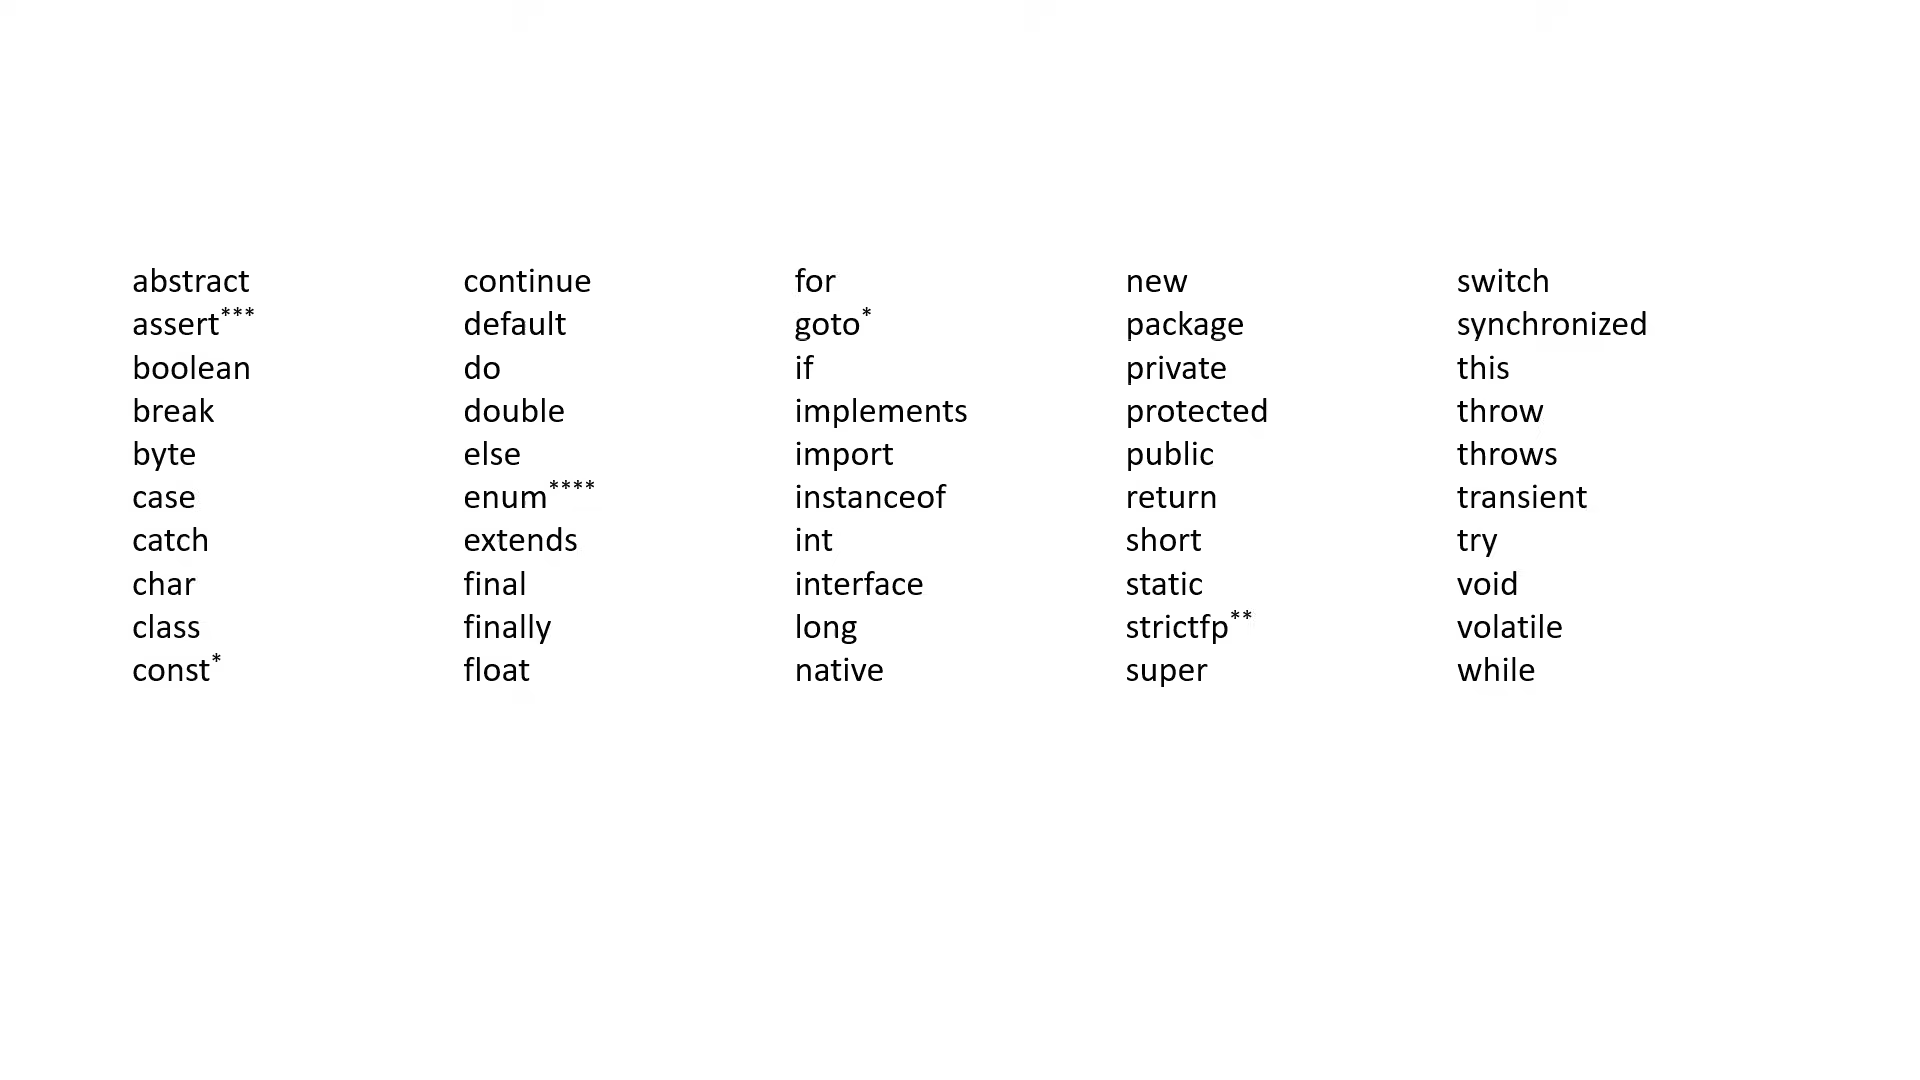 abstract continue for new switch
assert*** default goto* package synchronized
boolean do if private this
break double implements protected throw
byte else import public throws
case enum**** instanceof return transient
catch extends int short try
char final interface static void
class finally long strictfp** volatile
const* float native super while